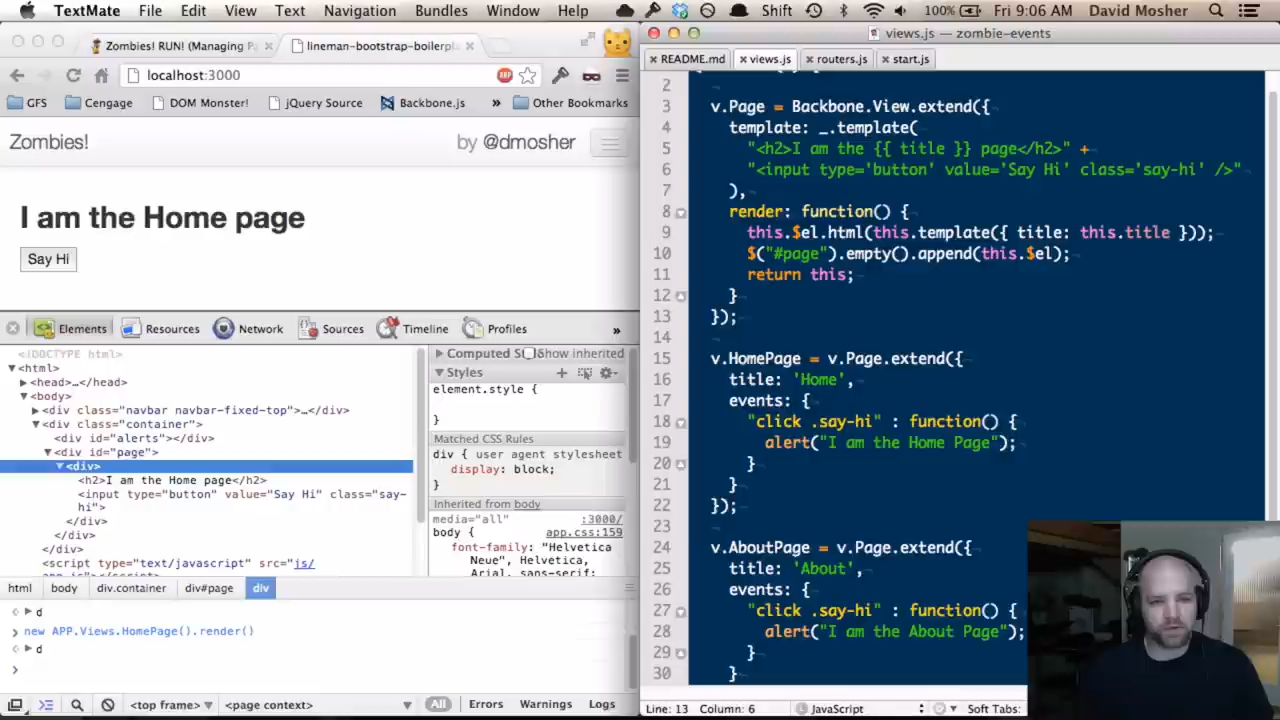 TextMate File Edit View Text Navigation Bundles Window Help Shift 100% Fri 9:06 AM David Mosher
Zombies! RUN! (Managing Pa
lineman-bootstrap-boilerpla
localhost:3000
GFS Cengage DOM Monster! jQuery Source Backbone.js » Other Bookmarks
Zombies!
by @dmosher
I am the Home page
Say Hi
Elements Resources Network Sources Timeline Profiles »
<!DOCTYPE html>
<html>
<head>…</head>
<body>
<div class="navbar navbar-fixed-top">…</div>
<div class="container">
<div id="alerts"></div>
<div id="page">
<div>
<h2>I am the Home page</h2>
<input type="button" value="Say Hi" class="say-
hi">
</div>
</div>
</div>
<script type="text/javascript" src="js/
Show inherited
Styles
element.style {
}
Matched CSS Rules
div { user agent stylesheet
display: block;
}
Inherited from body
media="all" :3000/
body { app.css:159
font-family: "Helvetica
Neue", Helvetica,
Arial, sans-serif;
html body div.container div#page div
d
new APP.Views.HomePage().render()
d
<top frame> <page context> All Errors Warnings Logs
views.js — zombie-events
README.md views.js routers.js start.js
2
3 v.Page = Backbone.View.extend({
4 template: _.template(
5 "<h2>I am the {{ title }} page</h2>" +
6 "<input type='button' value='Say Hi' class='say-hi' />"
7 ),
8 render: function() {
9 this.$el.html(this.template({ title: this.title }));
10 $("#page").empty().append(this.$el);
11 return this;
12 }
13 });
14
15 v.HomePage = v.Page.extend({
16 title: 'Home',
17 events: {
18 "click .say-hi" : function() {
19 alert("I am the Home Page");
20 }
21 }
22 });
23
24 v.AboutPage = v.Page.extend({
25 title: 'About',
26 events: {
27 "click .say-hi" : function() {
28 alert("I am the About Page");
29 }
30 }
Line: 13 Column: 6 JavaScript Soft Tabs: